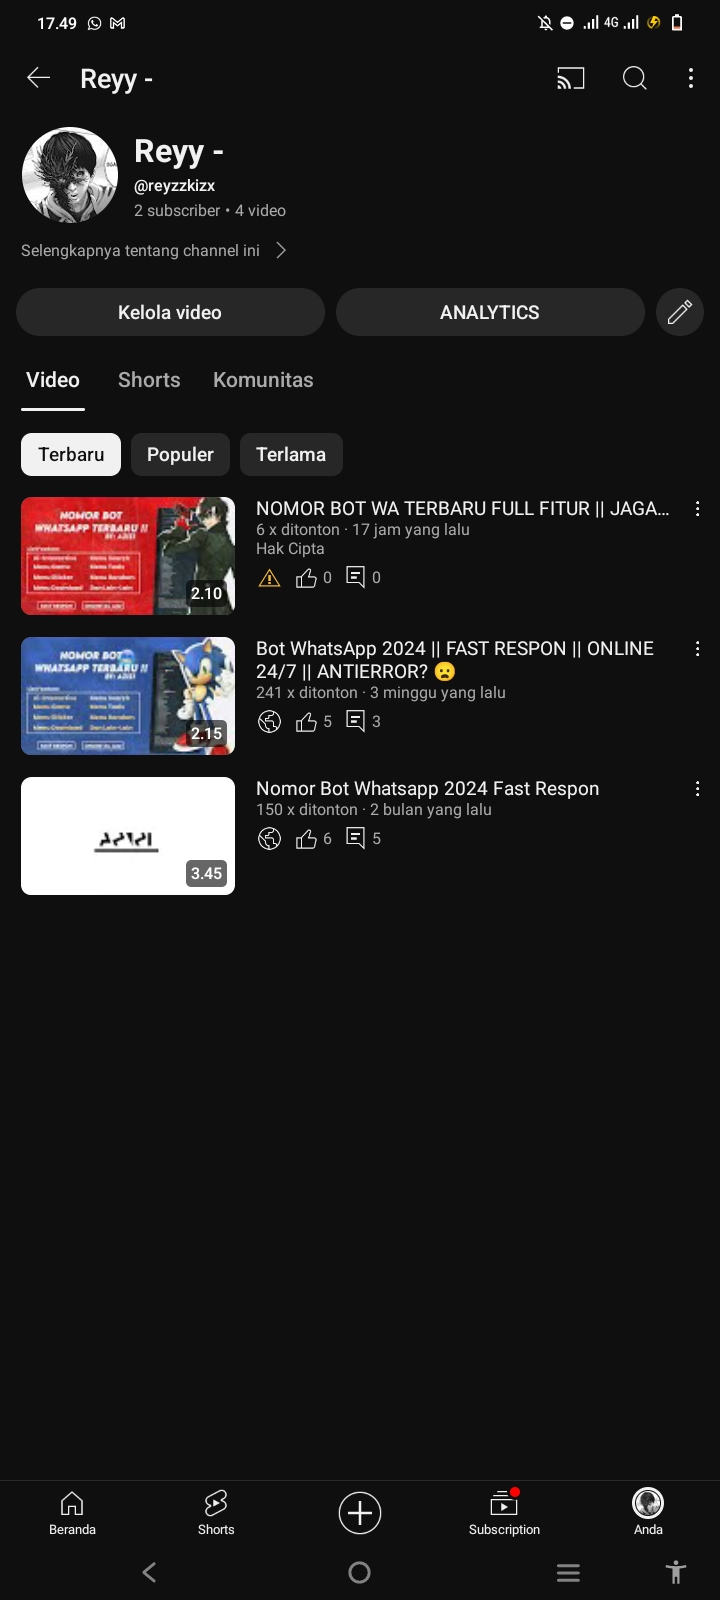 17.49
4G
Reyy -
Reyy -
@reyzzkizx
2 subscriber • 4 video
Selengkapnya tentang channel ini
Kelola video
ANALYTICS
Video
Shorts
Komunitas
Terbaru
Populer
Terlama
NOMOR BOT
WHATSAPP TERBARU !!
2.10
NOMOR BOT WA TERBARU FULL FITUR || JAGA...
6 x ditonton · 17 jam yang lalu
Hak Cipta
0
0
NOMOR BOT
WHATSAPP TERBARU !!
2.15
Bot WhatsApp 2024 || FAST RESPON || ONLINE
24/7 || ANTIERROR? 😦
241 x ditonton · 3 minggu yang lalu
5
3
3.45
Nomor Bot Whatsapp 2024 Fast Respon
150 x ditonton · 2 bulan yang lalu
6
5
Beranda
Shorts
Subscription
Anda